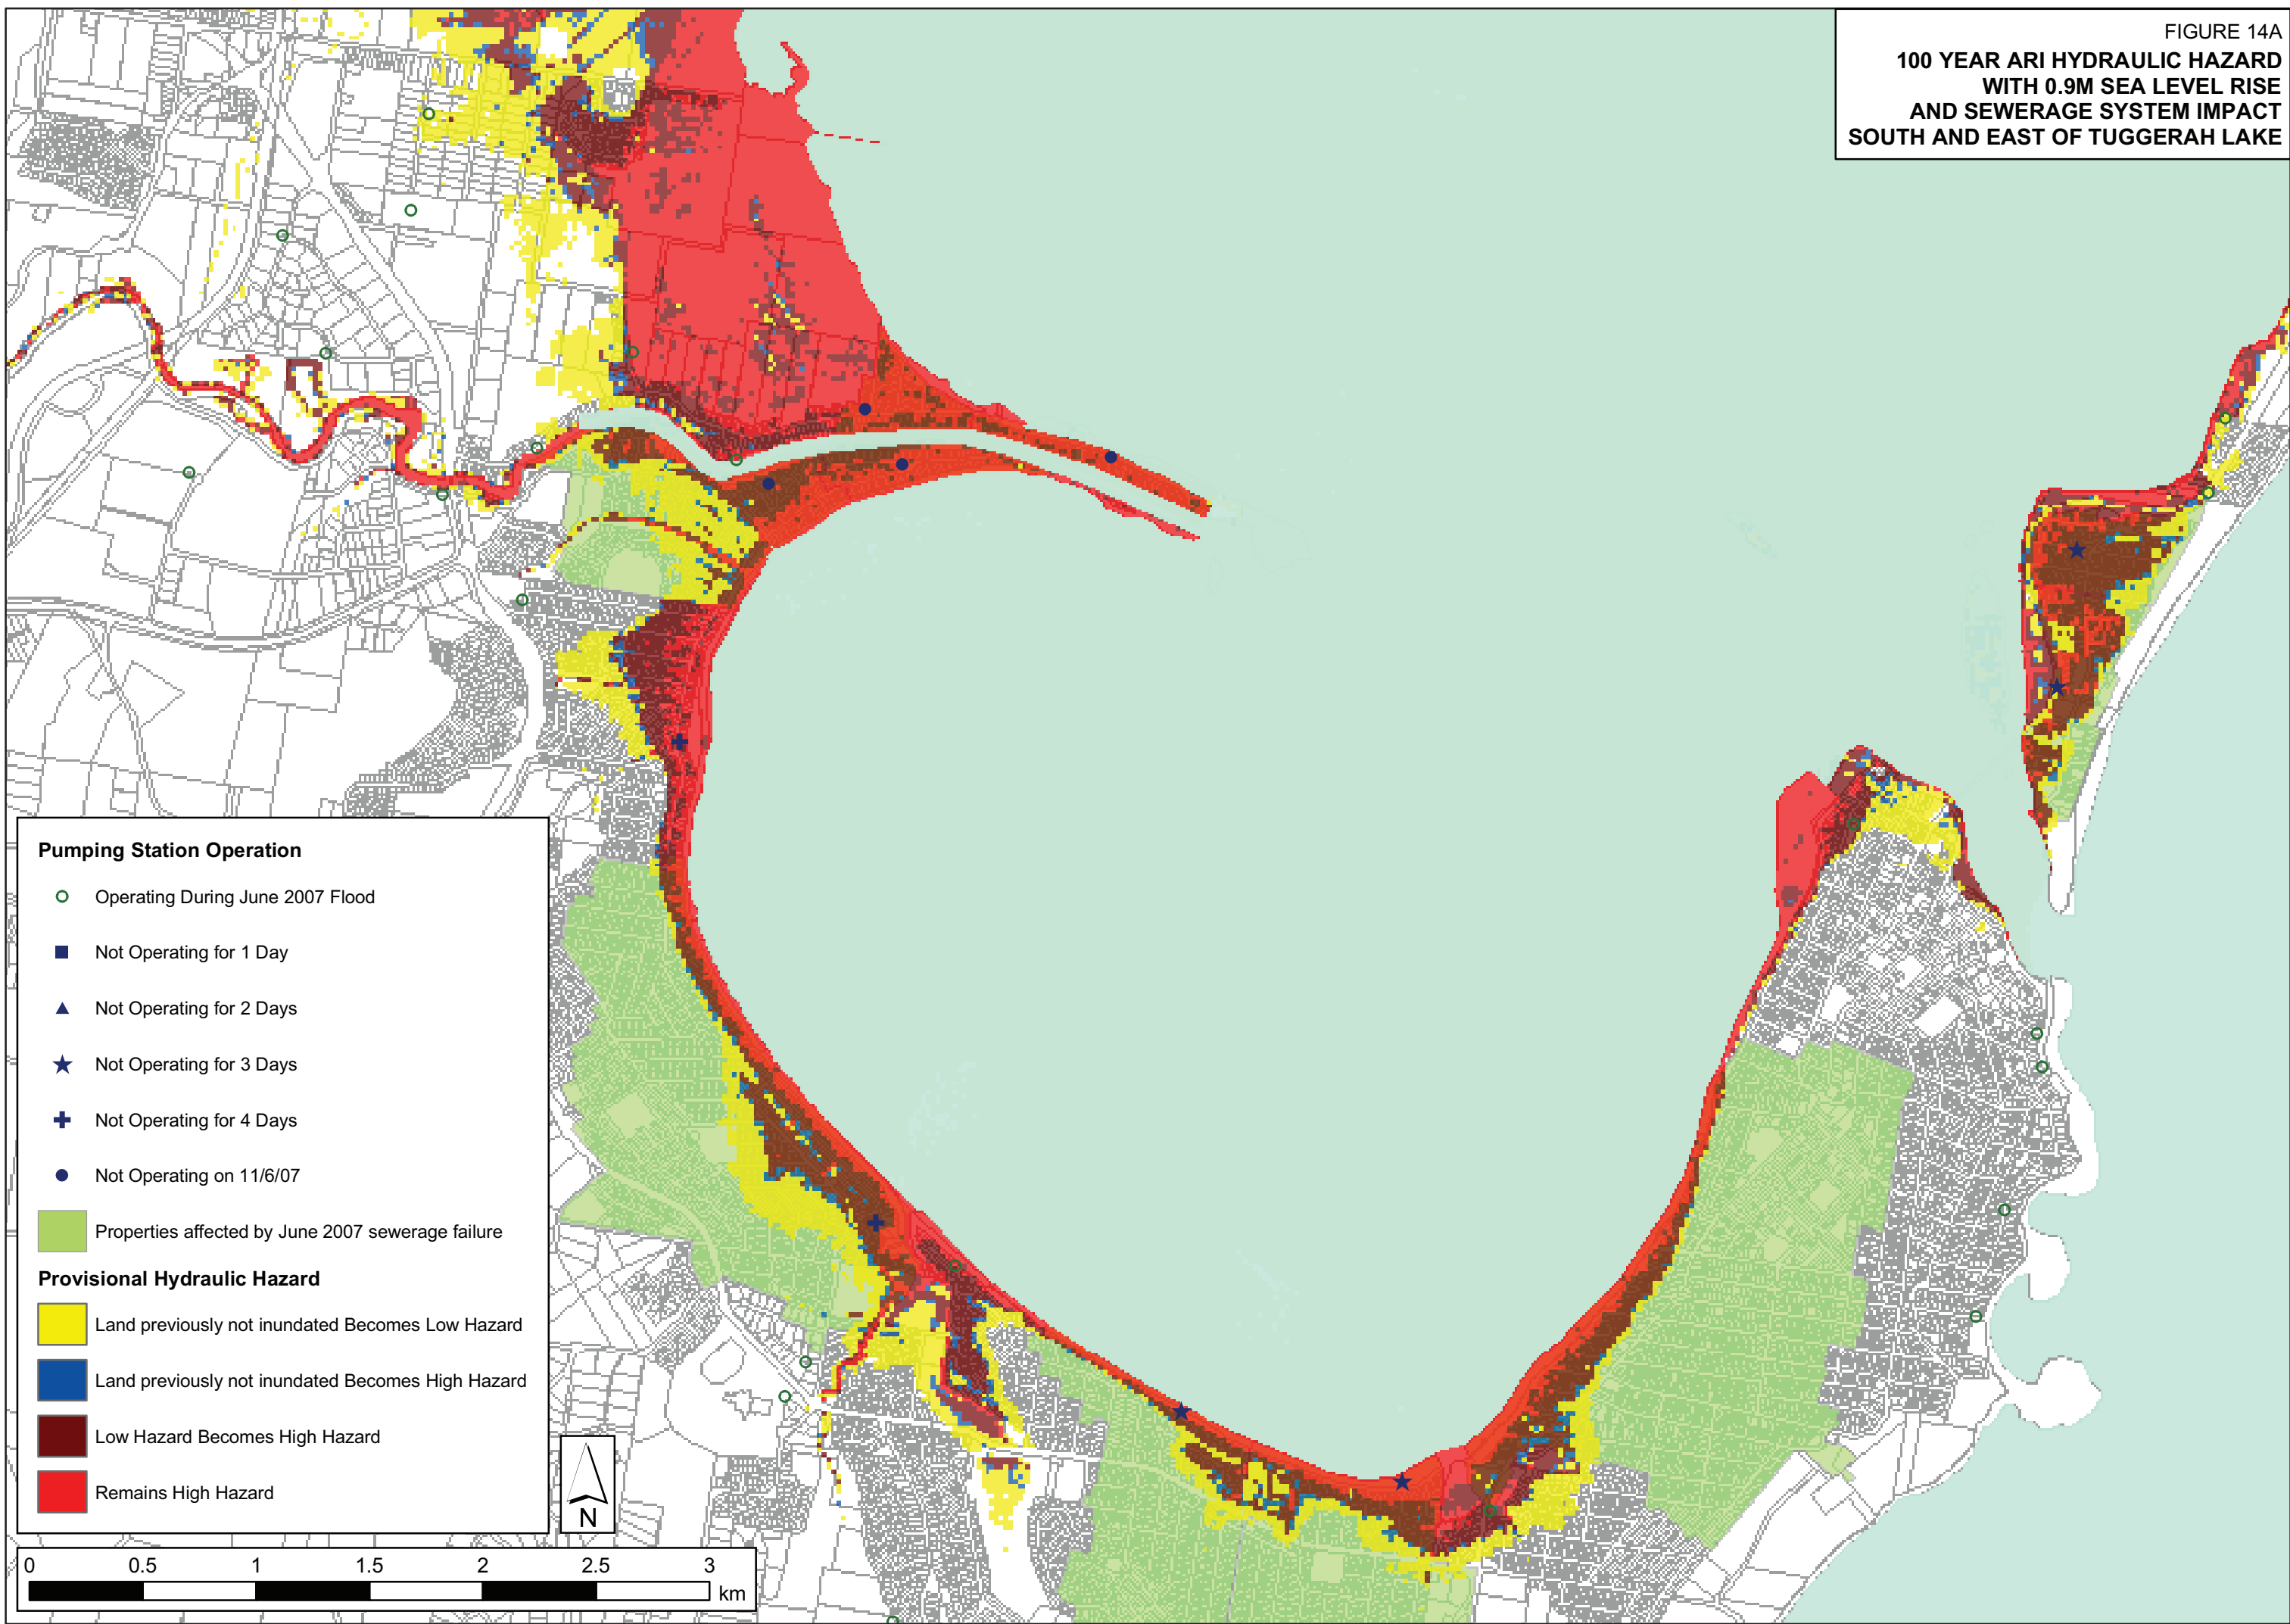 FIGURE 14A
100 YEAR ARI HYDRAULIC HAZARD
WITH 0.9M SEA LEVEL RISE
AND SEWERAGE SYSTEM IMPACT
SOUTH AND EAST OF TUGGERAH LAKE
Pumping Station Operation
Operating During June 2007 Flood
Not Operating for 1 Day
Not Operating for 2 Days
Not Operating for 3 Days
Not Operating for 4 Days
Not Operating on 11/6/07
Properties affected by June 2007 sewerage failure
Provisional Hydraulic Hazard
Land previously not inundated Becomes Low Hazard
Land previously not inundated Becomes High Hazard
Low Hazard Becomes High Hazard
Remains High Hazard
N
0 0.5 1 1.5 2 2.5 3
km